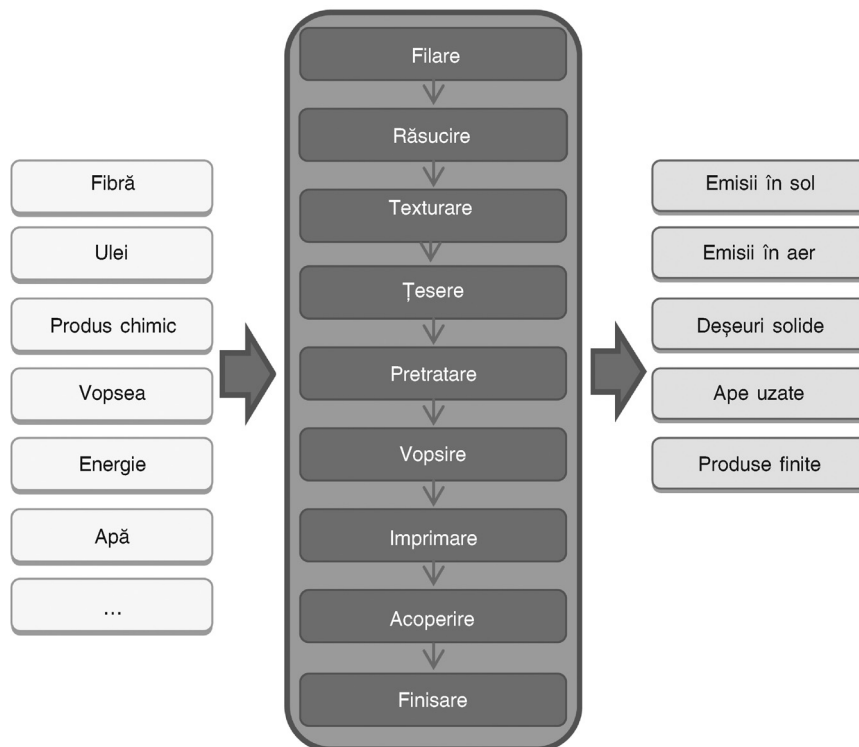 Fibră
Ulei
Produs chimic
Vopsea
Energie
Apă
...
Filare
Răsucire
Texturare
Țesere
Pretratare
Vopsire
Imprimare
Acoperire
Finisare
Emisii în sol
Emisii în aer
Deșeuri solide
Ape uzate
Produse finite